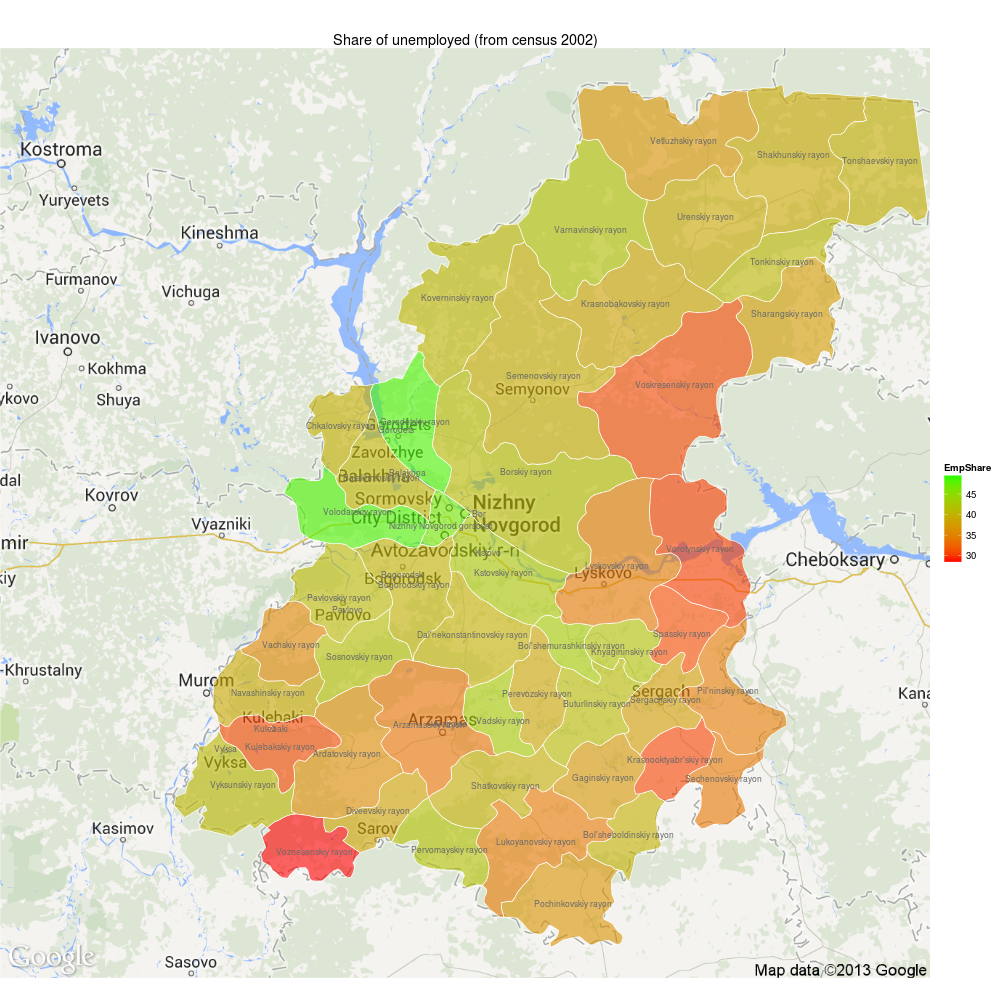 Share of unemployed (from census 2002)
Kostroma
Yuryevets
Kineshma
Furmanov
Vichuga
Ivanovo
Kokhma
Shuya
ykovo
dal
Kovrov
Vyazniki
mir
kiy
-Khrustalny
Murom
Kasimov
Sasovo
Cheboksary
Kana
Vetluzhskiy rayon
Shakhunskiy rayon
Tonshaevskiy rayon
Varnavinskiy rayon
Urenskiy rayon
Tonkinskiy rayon
Koverninskiy rayon
Krasnobakovskiy rayon
Sharangskiy rayon
Semenovskiy rayon
Semyonov
Voskresenskiy rayon
Chkalovskiy rayon
Zavolzhye
Borskiy rayon
Sormovsky
City District
Nizhny
Novgorod
Bor
Volodarskiy rayon
Avtozavodskiy r-n
Kstovskiy rayon
Lyskovskiy rayon
Lyskovo
Vorotynskiy rayon
Bogorodsk
Bogorodskiy rayon
Pavlovskiy rayon
Pavlovo
Pavlovo
Vachskiy rayon
Sosnovskiy rayon
Dal'nekonstantinovskiy rayon
Bol'shemurashkinskiy rayon
Knyagininskiy rayon
Spasskiy rayon
Navashinskiy rayon
Perevozskiy rayon
Buturlinskiy rayon
Sergach
Sergachskiy rayon
Pil'ninskiy rayon
Kulebaki
Kulebaki
Kulebakskiy rayon
Arzamas
Vadskiy rayon
Vyksa
Vyksa
Vyksunskiy rayon
Ardatovskiy rayon
Krasnooktyabr'skiy rayon
Sechenovskiy rayon
Gaginskiy rayon
Shatkovskiy rayon
Diveevskiy rayon
Sarov
Voznesenskiy rayon
Pervomayskiy rayon
Lukoyanovskiy rayon
Bol'sheboldinskiy rayon
Pochinkovskiy rayon
EmpShare
45
40
35
30
Google
Map data ©2013 Google